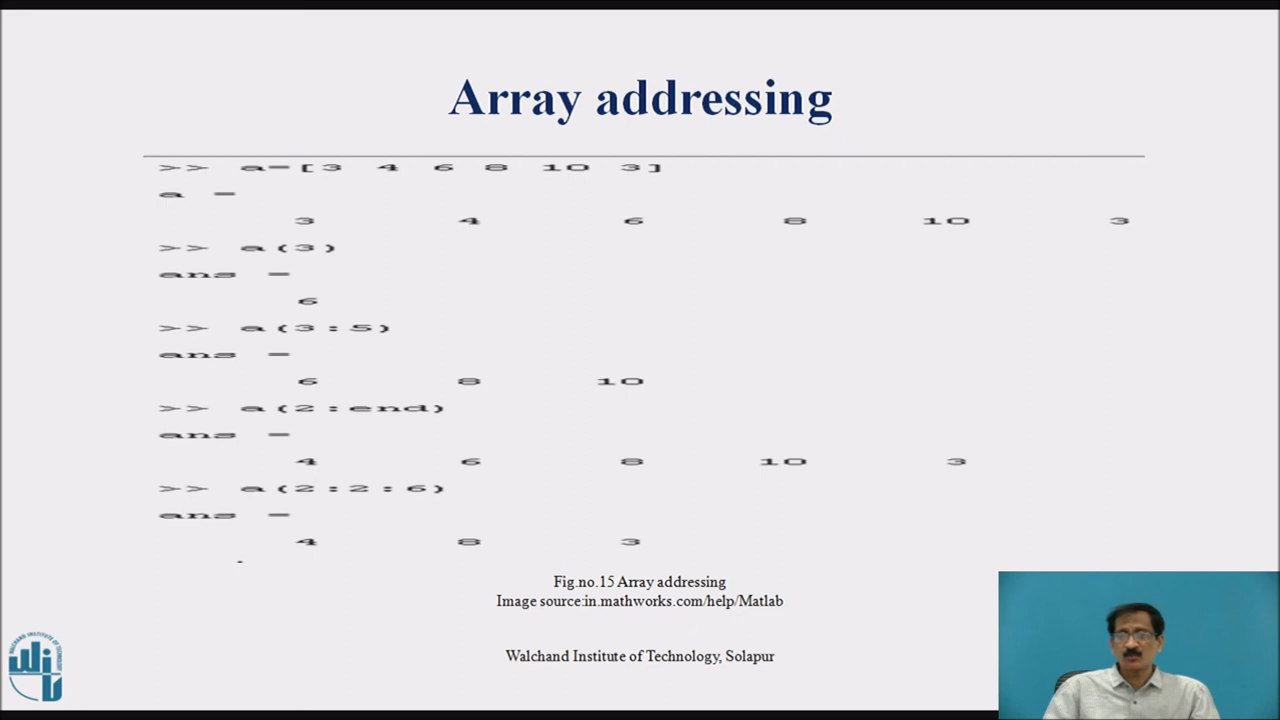 Array addressing
>> a=[3 4 6 8 10 3]
a =
3 4 6 8 10 3
>> a(3)
ans =
6
>> a(3:5)
ans =
6 8 10
>> a(2:end)
ans =
4 6 8 10 3
>> a(2:2:6)
ans =
4 8 3
Fig.no.15 Array addressing
Image source:in.mathworks.com/help/Matlab
Walchand Institute of Technology, Solapur